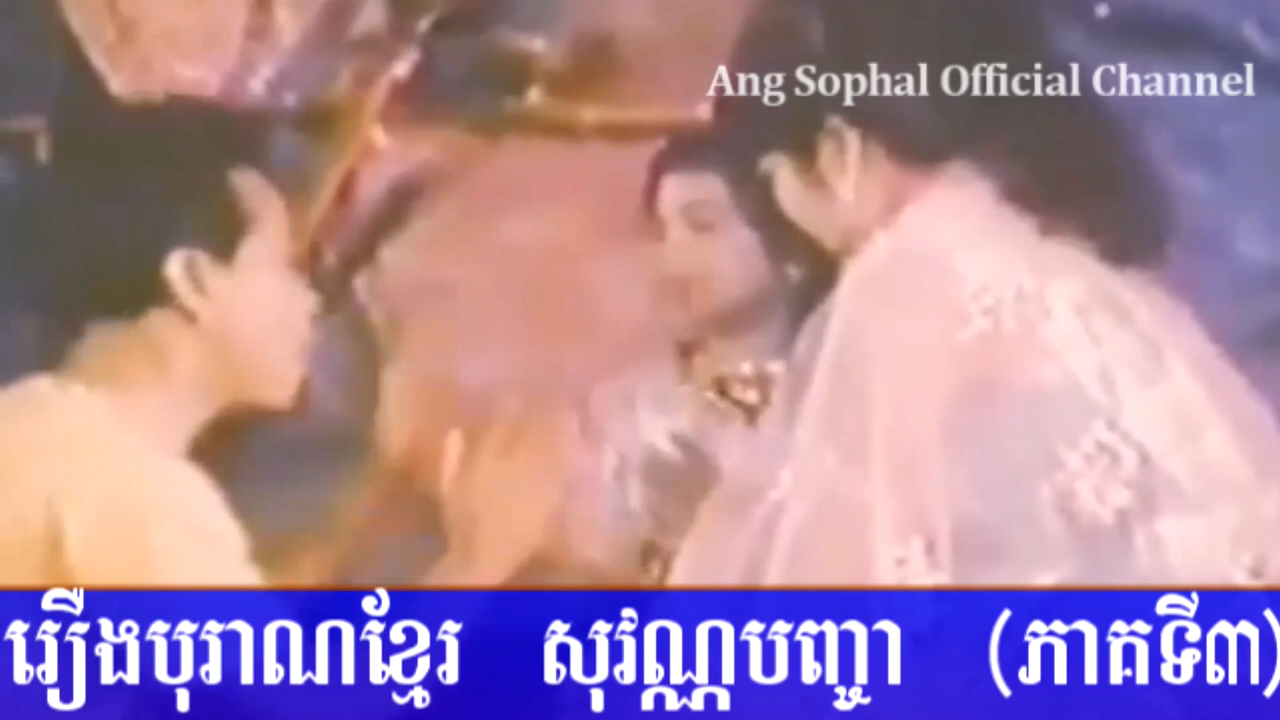 Ang Sophal Official Channel
រឿងបុរាណខ្មែរ សុវណ្ណបញ្ជា (ភាគទី៣)